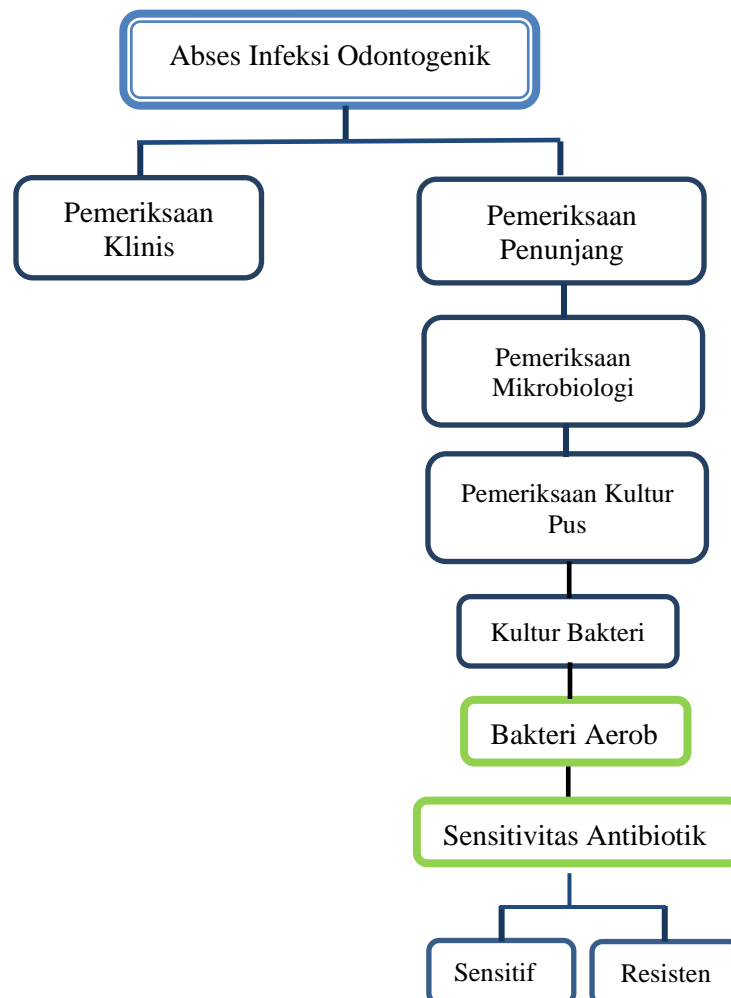 Abses Infeksi Odontogenik
Pemeriksaan
Klinis
Pemeriksaan
Penunjang
Pemeriksaan
Mikrobiologi
Pemeriksaan Kultur
Pus
Kultur Bakteri
Bakteri Aerob
Sensitivitas Antibiotik
Sensitif
Resisten